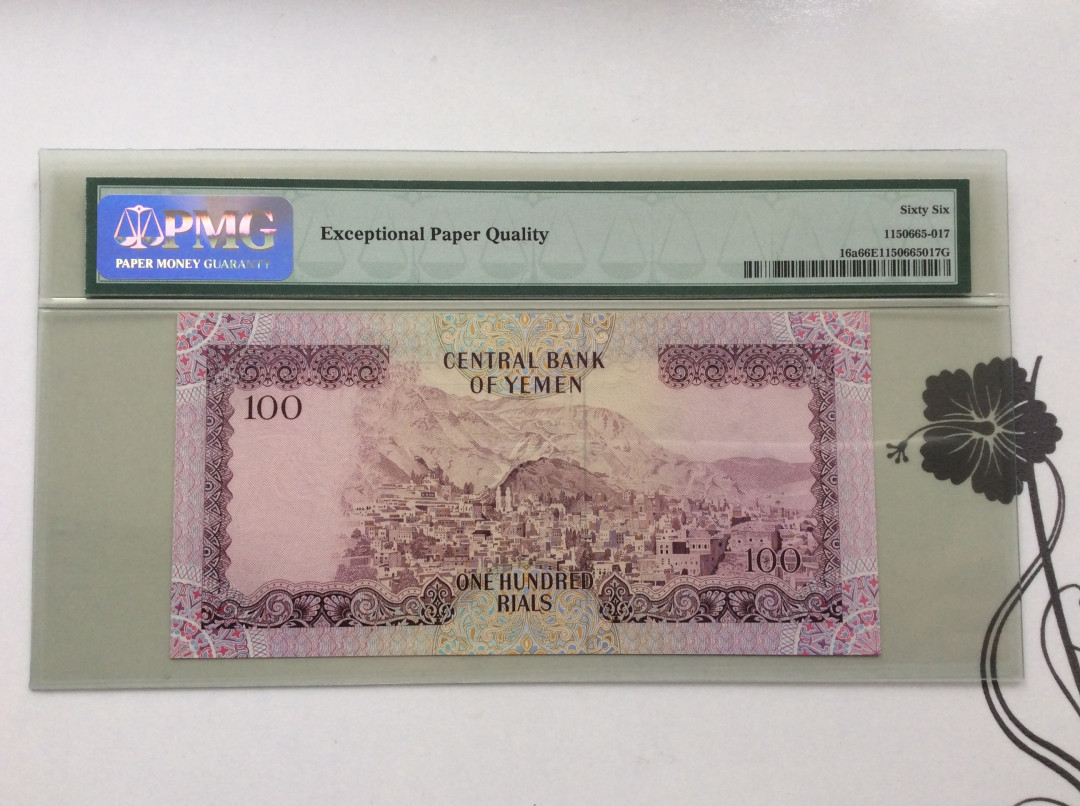 PMG
PAPER MONEY GUARANTY
Exceptional Paper Quality
Sixty Six
1150665-017
16a66E1150665017G
CENTRAL BANK
OF YEMEN
100
100
ONE HUNDRED
RIALS